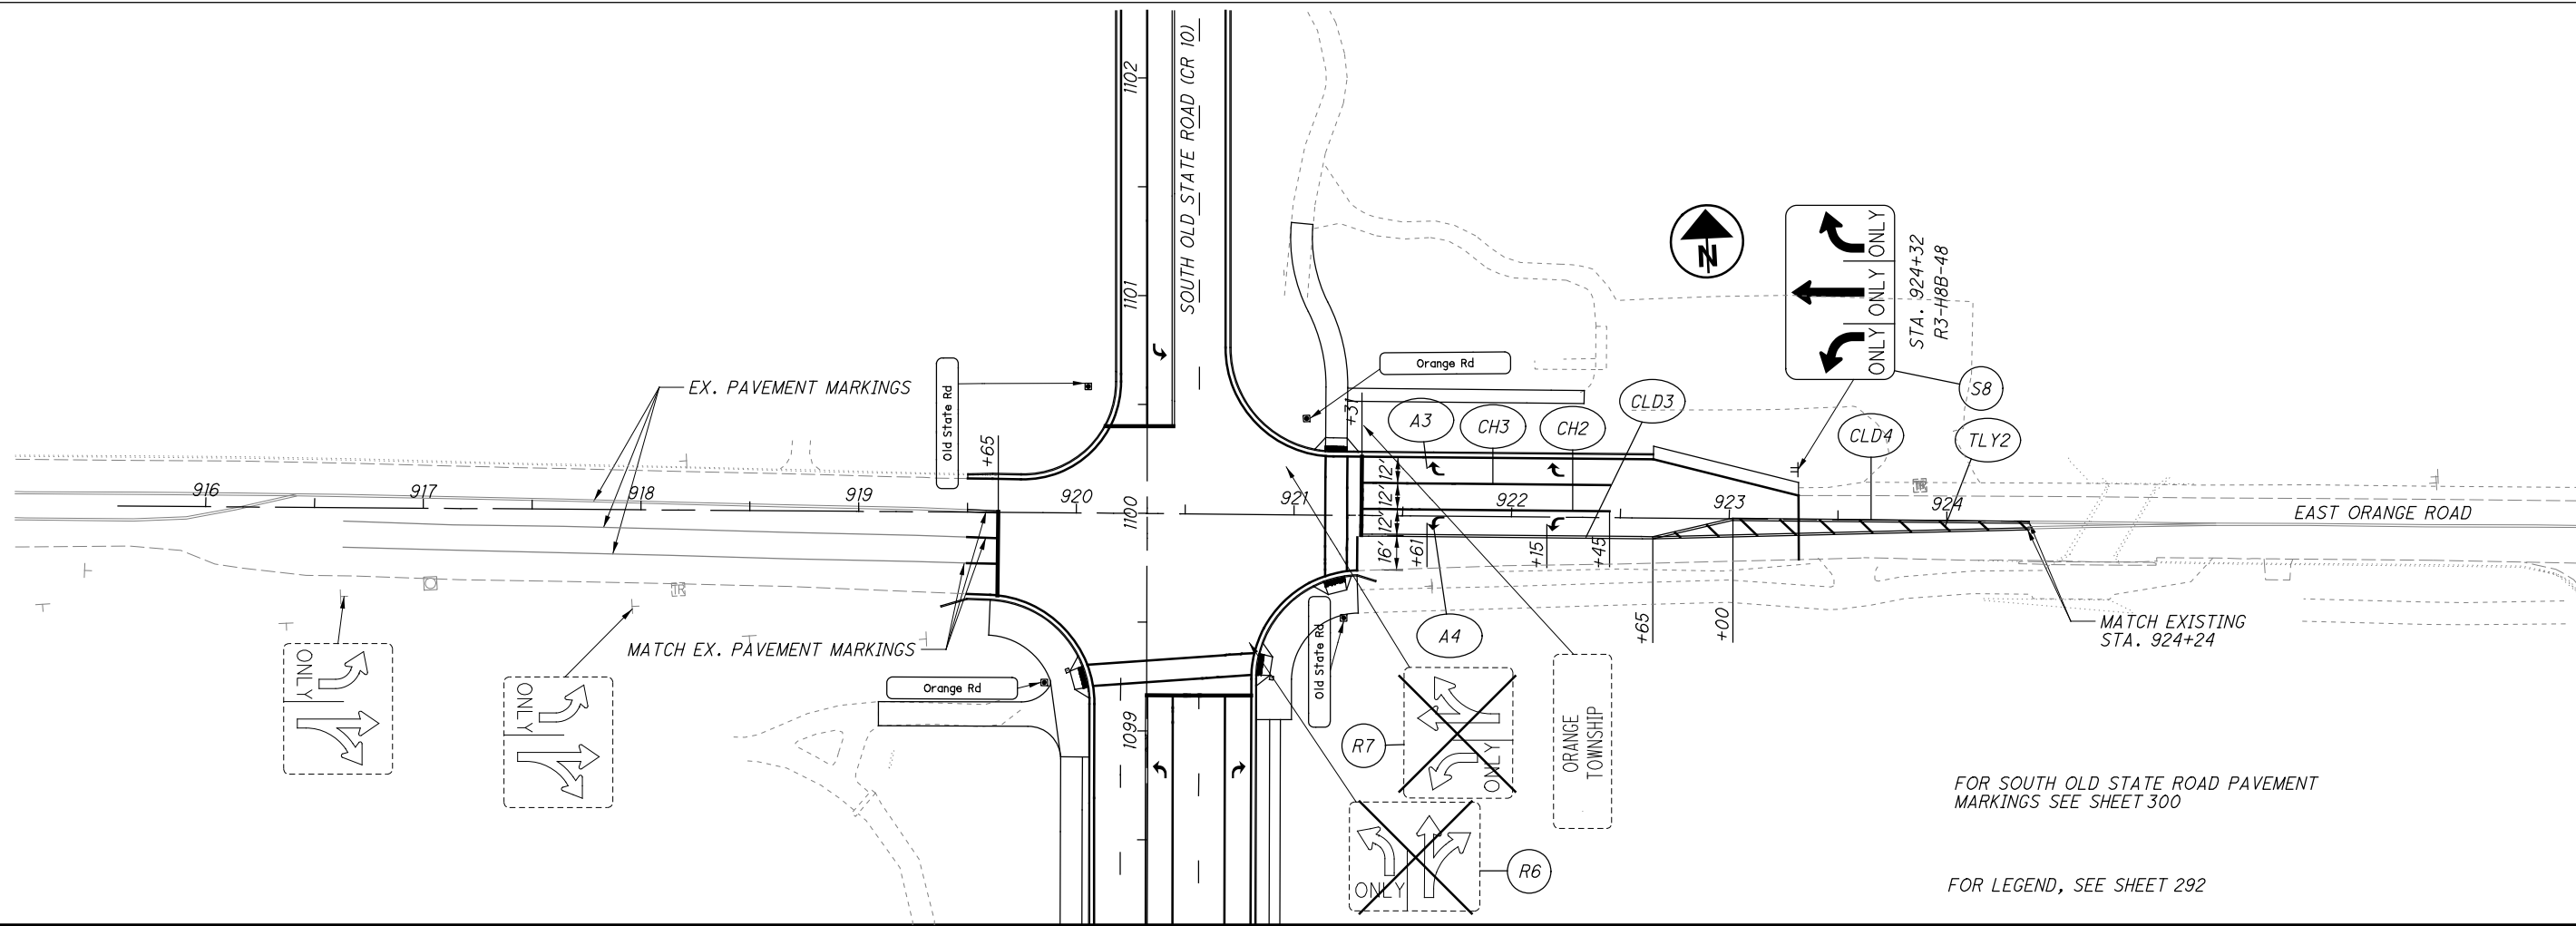 1102
SOUTH OLD STATE ROAD (CR 10)
1101
N
ONLY
ONLY
ONLY
STA. 924+32
R3-H8B-48
S8
EX. PAVEMENT MARKINGS
Old State Rd
Orange Rd
+65
+31
A3
CH3
CH2
CLD3
CLD4
TLY2
916
917
918
919
920
1100
921
922
923
924
12'
12'
12'
16'
+61
+15
+45
+65
+00
EAST ORANGE ROAD
MATCH EXISTING
STA. 924+24
A4
ONLY
ONLY
MATCH EX. PAVEMENT MARKINGS
Orange Rd
Old State Rd
1099
R7
ONLY
ORANGE
TOWNSHIP
ONLY
R6
FOR SOUTH OLD STATE ROAD PAVEMENT
MARKINGS SEE SHEET 300
FOR LEGEND, SEE SHEET 292